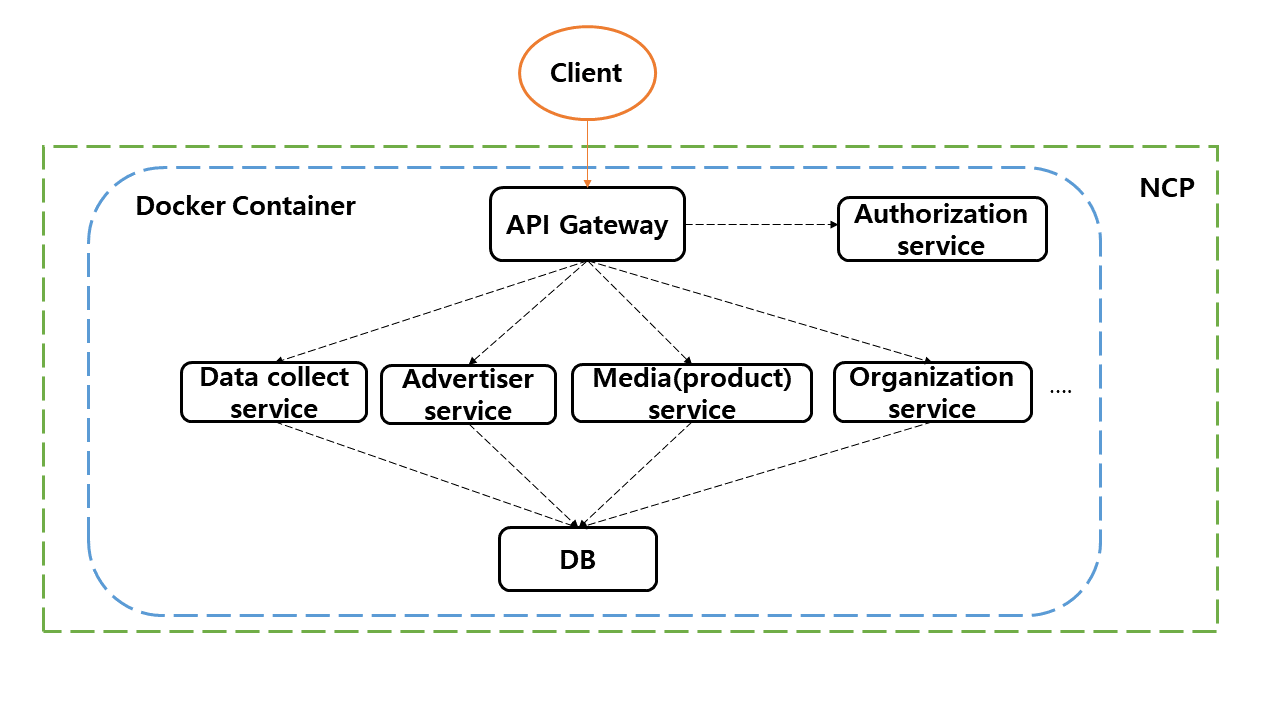 Client
NCP
Docker Container
API Gateway
Authorization
service
Data collect
service
Advertiser
service
Media(product)
service
Organization
service
....
DB